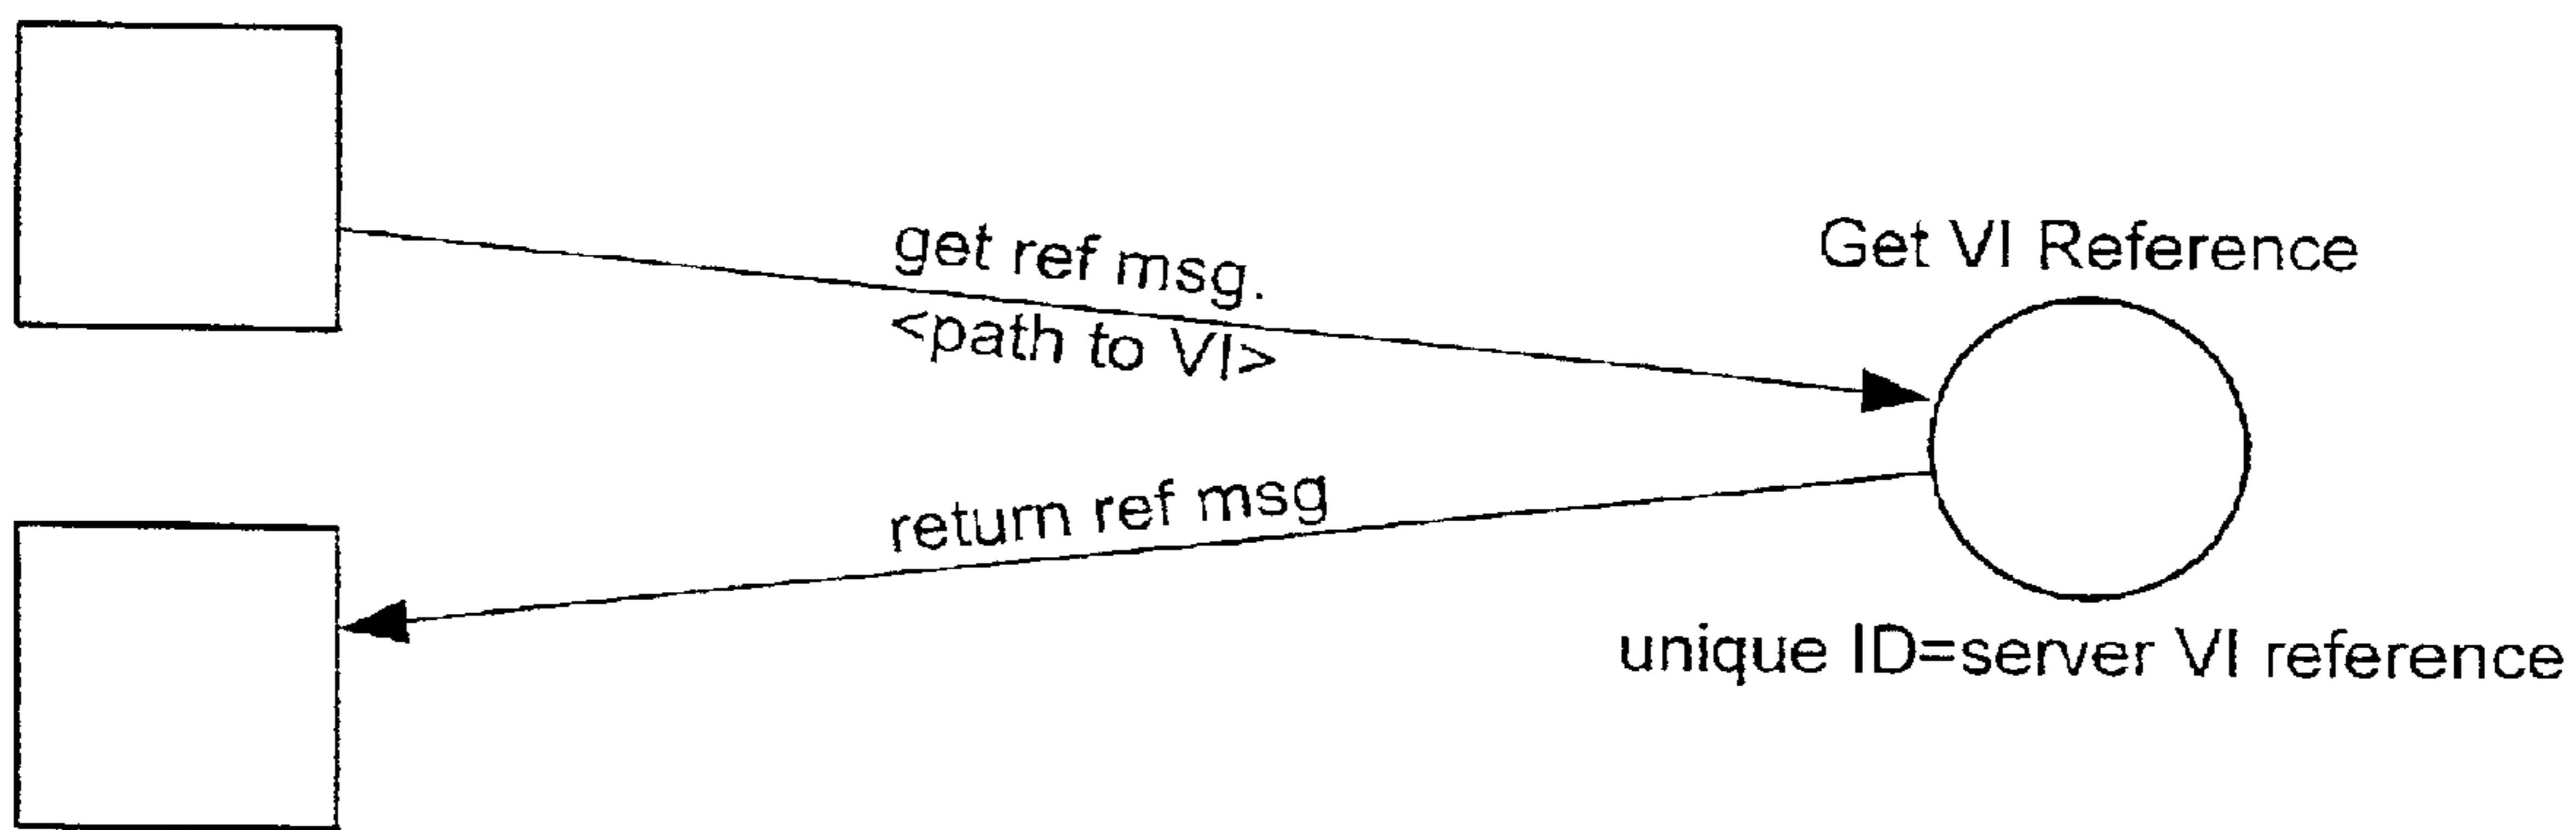 get ref msg.
<path to VI>
Get VI Reference
return ref msg
unique ID=server VI reference